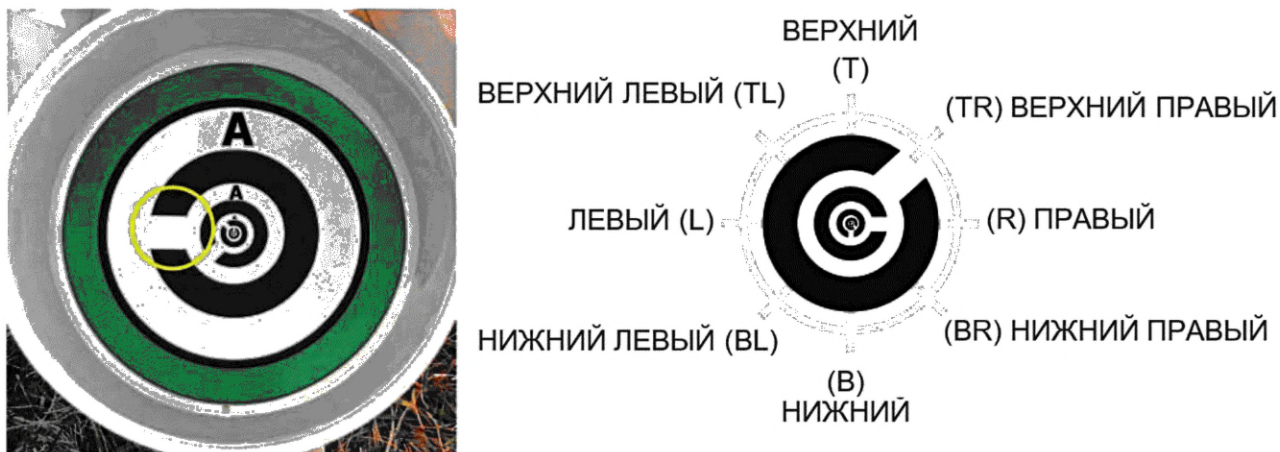 A
A
ВЕРХНИЙ
(T)
ВЕРХНИЙ ЛЕВЫЙ (TL)
(TR) ВЕРХНИЙ ПРАВЫЙ
ЛЕВЫЙ (L)
(R) ПРАВЫЙ
НИЖНИЙ ЛЕВЫЙ (BL)
(BR) НИЖНИЙ ПРАВЫЙ
(B)
НИЖНИЙ